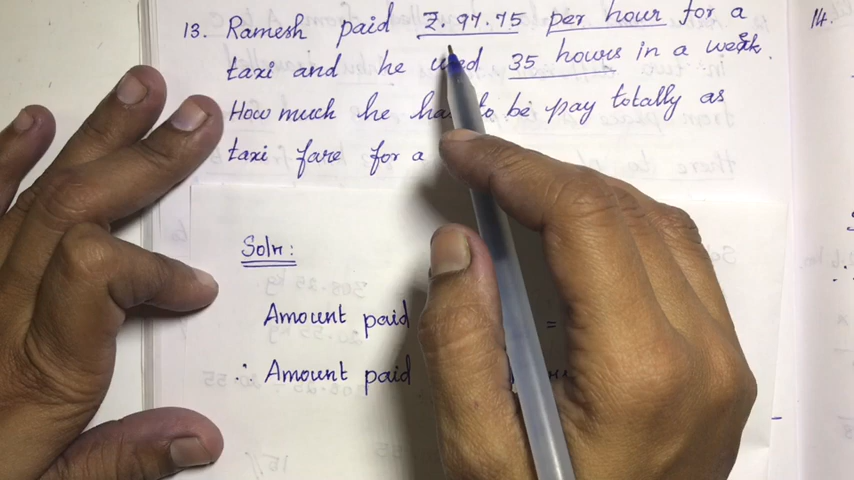 13. Ramesh paid ₹.97.75 per hour for a
taxi and he used 35 hours in a week.
How much he has to be pay totally as
taxi fare for a
14.
Soln:
Amount paid =
∴ Amount paid